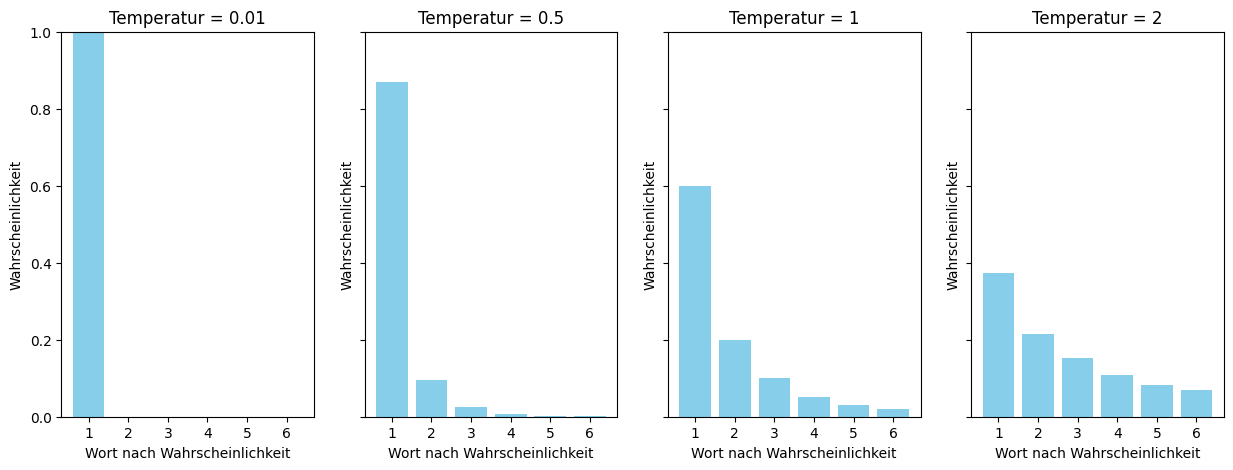 Temperatur = 0.01
Temperatur = 0.5
Temperatur = 1
Temperatur = 2
Wahrscheinlichkeit
1.0
0.8
0.6
0.4
0.2
0.0
1 2 3 4 5 6
Wort nach Wahrscheinlichkeit
Wahrscheinlichkeit
1 2 3 4 5 6
Wort nach Wahrscheinlichkeit
Wahrscheinlichkeit
1 2 3 4 5 6
Wort nach Wahrscheinlichkeit
Wahrscheinlichkeit
1 2 3 4 5 6
Wort nach Wahrscheinlichkeit